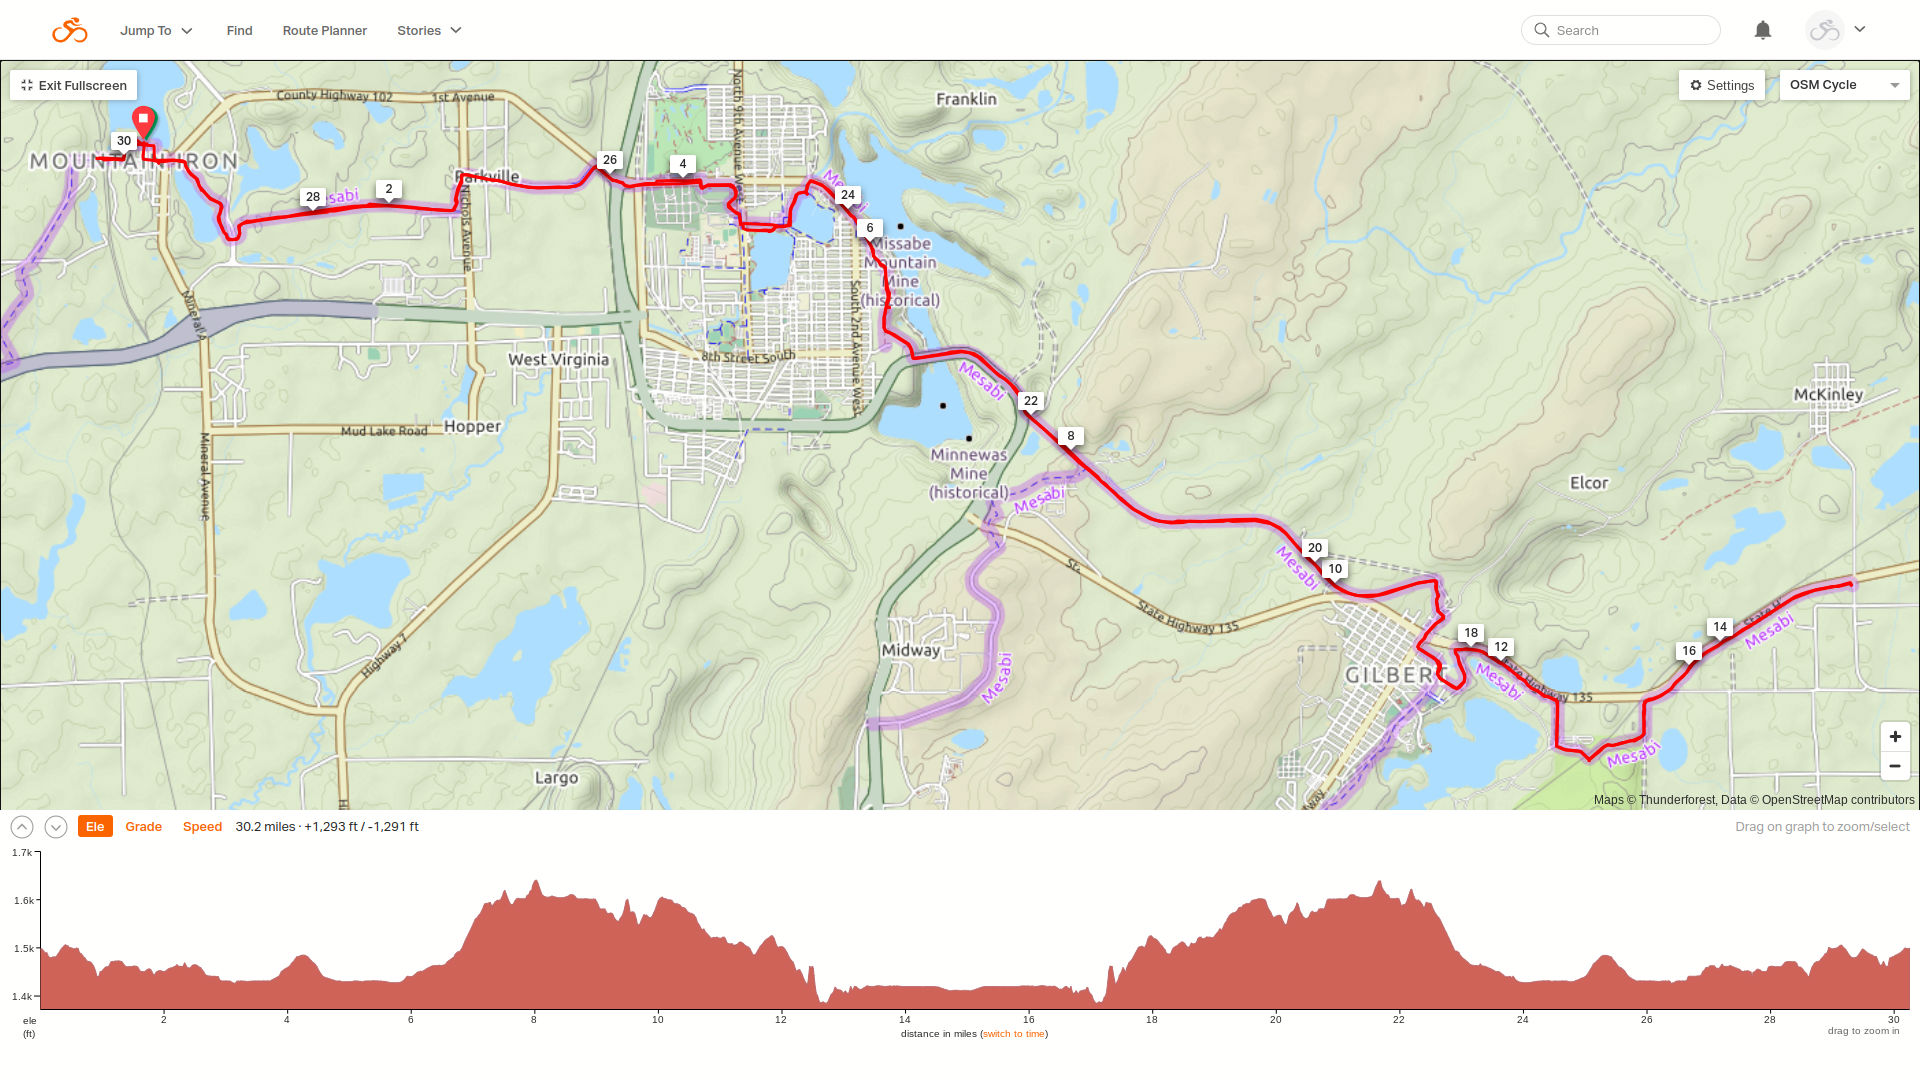 Jump To
Find
Route Planner
Stories
Search
Exit Fullscreen
Settings
OSM Cycle
County Highway 102
1st Avenue
North 9th Avenue West
Franklin
30
MOUNTAIN IRON
26
4
Parkville
28
2
Mesabi
24
6
Missabe
Mountain
Mine
(historical)
Nichols Avenue
South 2nd Avenue West
West Virginia
8th Street South
Mesabi
McKinley
22
Hopper
Mud Lake Road
8
Mineral Avenue
Minnewas
Mine
(historical)
Mesabi
Elcor
20
10
Mesabi
State Highway 135
18
12
14
16
Mesabi
Midway
Highway 7
GILBERT
Mesabi
State Highway 135
Mesabi
Mesabi
Largo
+
−
Maps © Thunderforest, Data © OpenStreetMap contributors
Ele
Grade
Speed
30.2 miles · +1,293 ft / -1,291 ft
Drag on graph to zoom/select
1.7k
1.6k
1.5k
1.4k
ele
(ft)
2
4
6
8
10
12
14
16
18
20
22
24
26
28
30
distance in miles (switch to time)
drag to zoom in